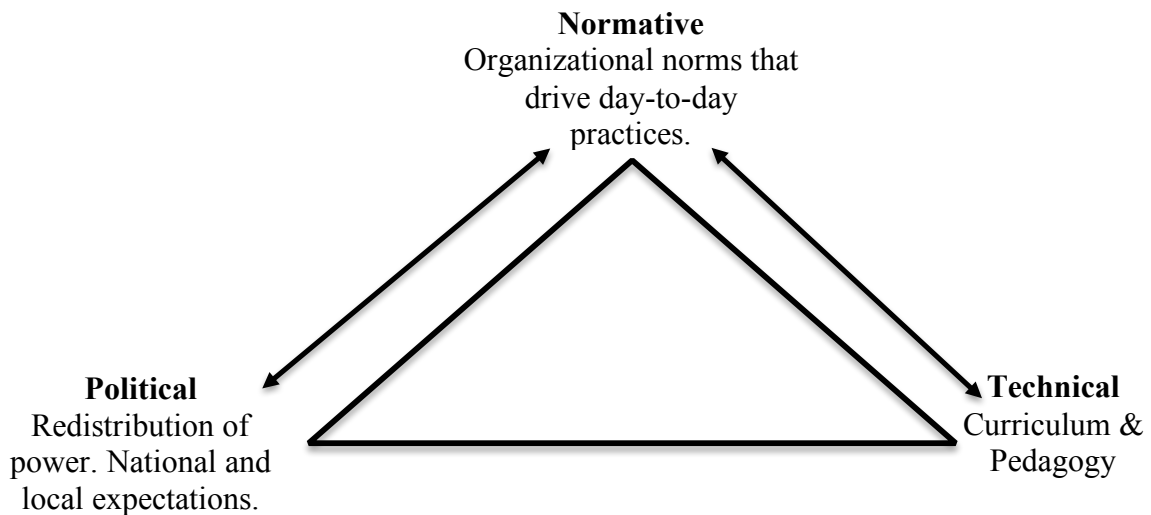 Normative
Organizational norms that
drive day-to-day
practices.
Political
Redistribution of
power. National and
local expectations.
Technical
Curriculum &
Pedagogy